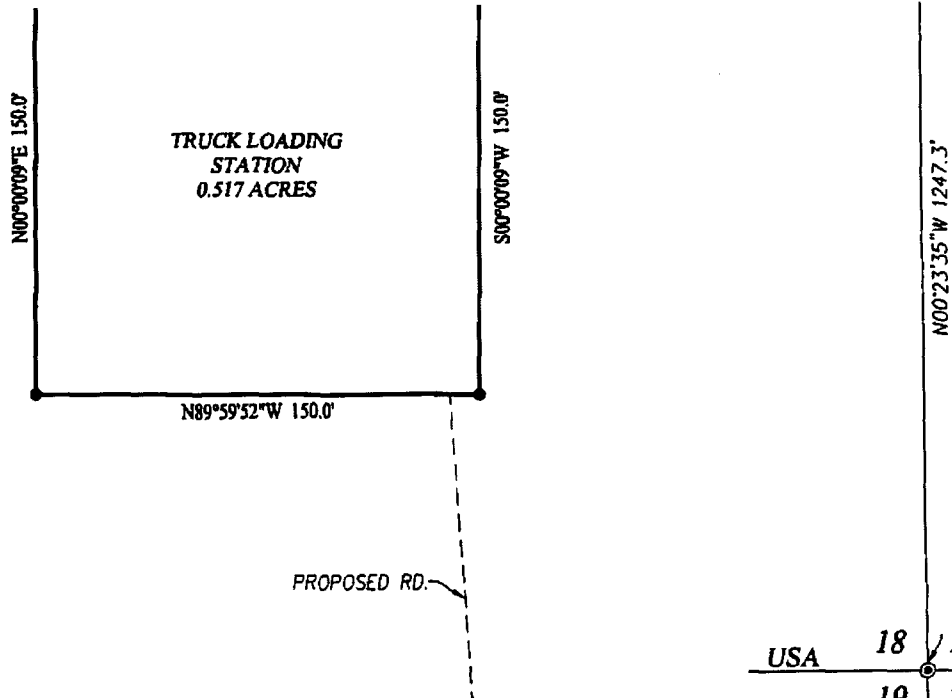 N00°00'09"E 150.0'
TRUCK LOADING
STATION
0.517 ACRES
S00°00'09"W 150.0'
N00°23'35"W 1247.3'
N89°59'52"W 150.0'
PROPOSED RD.
USA
18
19